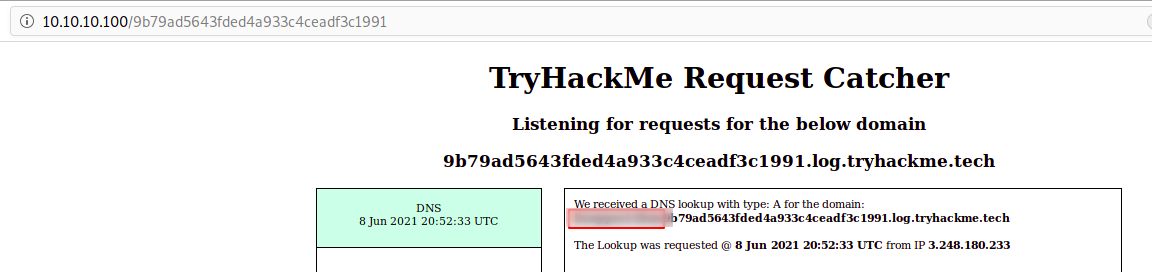 10.10.10.100/9b79ad5643fded4a933c4ceadf3c1991
TryHackMe Request Catcher
Listening for requests for the below domain
9b79ad5643fded4a933c4ceadf3c1991.log.tryhackme.tech
DNS
8 Jun 2021 20:52:33 UTC
We received a DNS lookup with type: A for the domain:
b79ad5643fded4a933c4ceadf3c1991.log.tryhackme.tech
The Lookup was requested @ 8 Jun 2021 20:52:33 UTC from IP 3.248.180.233